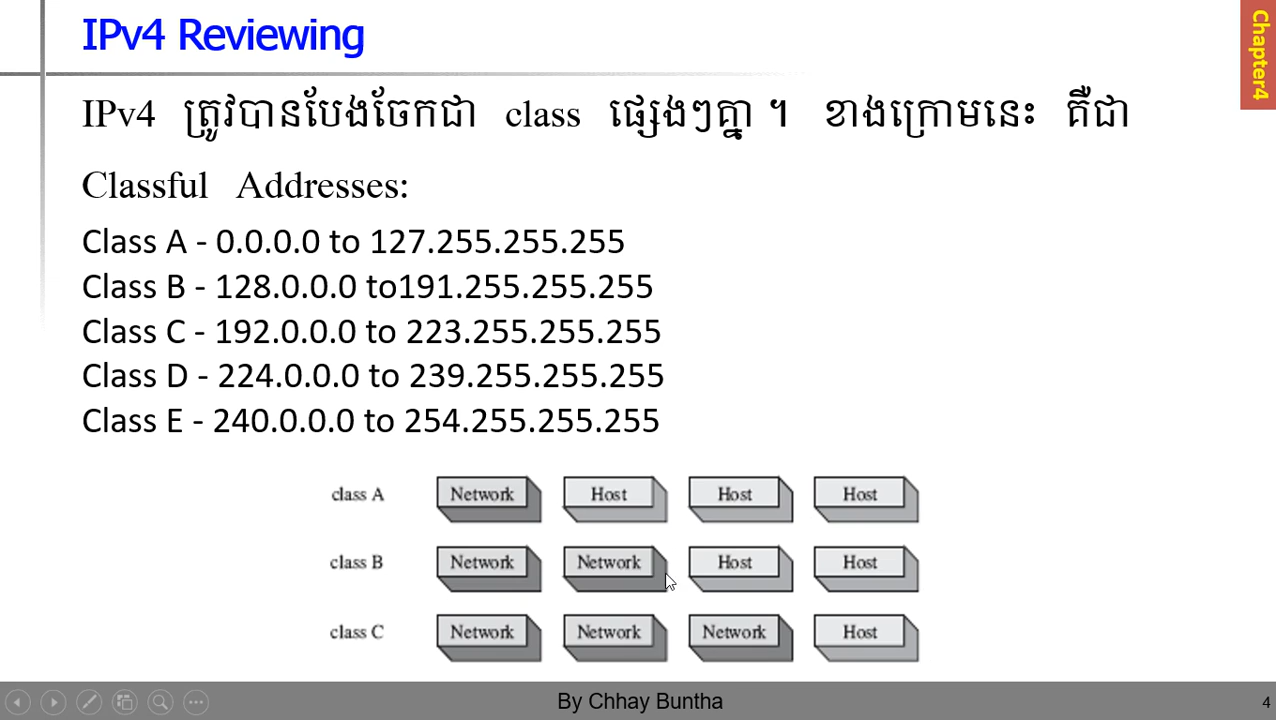 IPv4 Reviewing
Chapter4
IPv4 ត្រូវបានបែងចែកជា class ផ្សេងៗគ្នា ។ ខាងក្រោមនេះ គឺជា
Classful Addresses:
Class A - 0.0.0.0 to 127.255.255.255
Class B - 128.0.0.0 to191.255.255.255
Class C - 192.0.0.0 to 223.255.255.255
Class D - 224.0.0.0 to 239.255.255.255
Class E - 240.0.0.0 to 254.255.255.255
class A Network Host Host Host
class B Network Network Host Host
class C Network Network Network Host
By Chhay Buntha 4